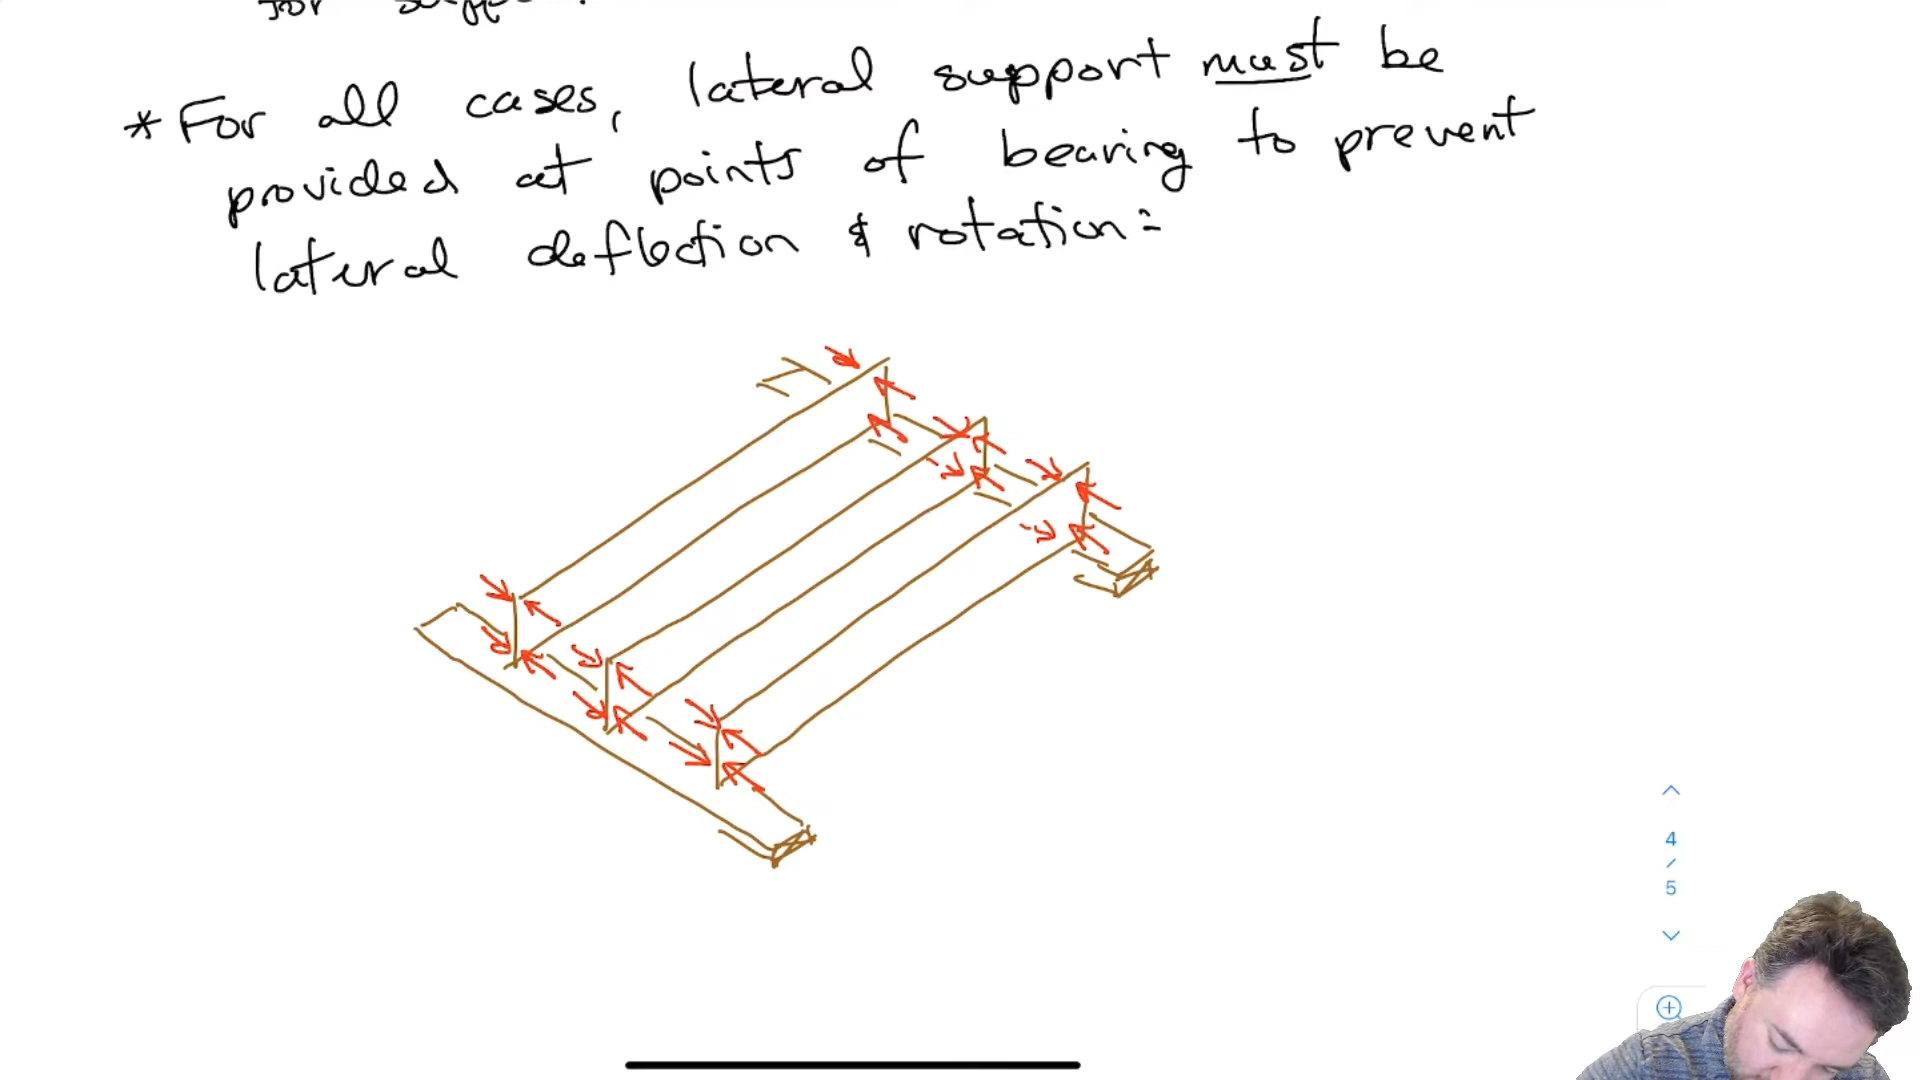 for
* For all cases, lateral support must be
provided at points of bearing to prevent
lateral deflection & rotation:
4
/
5